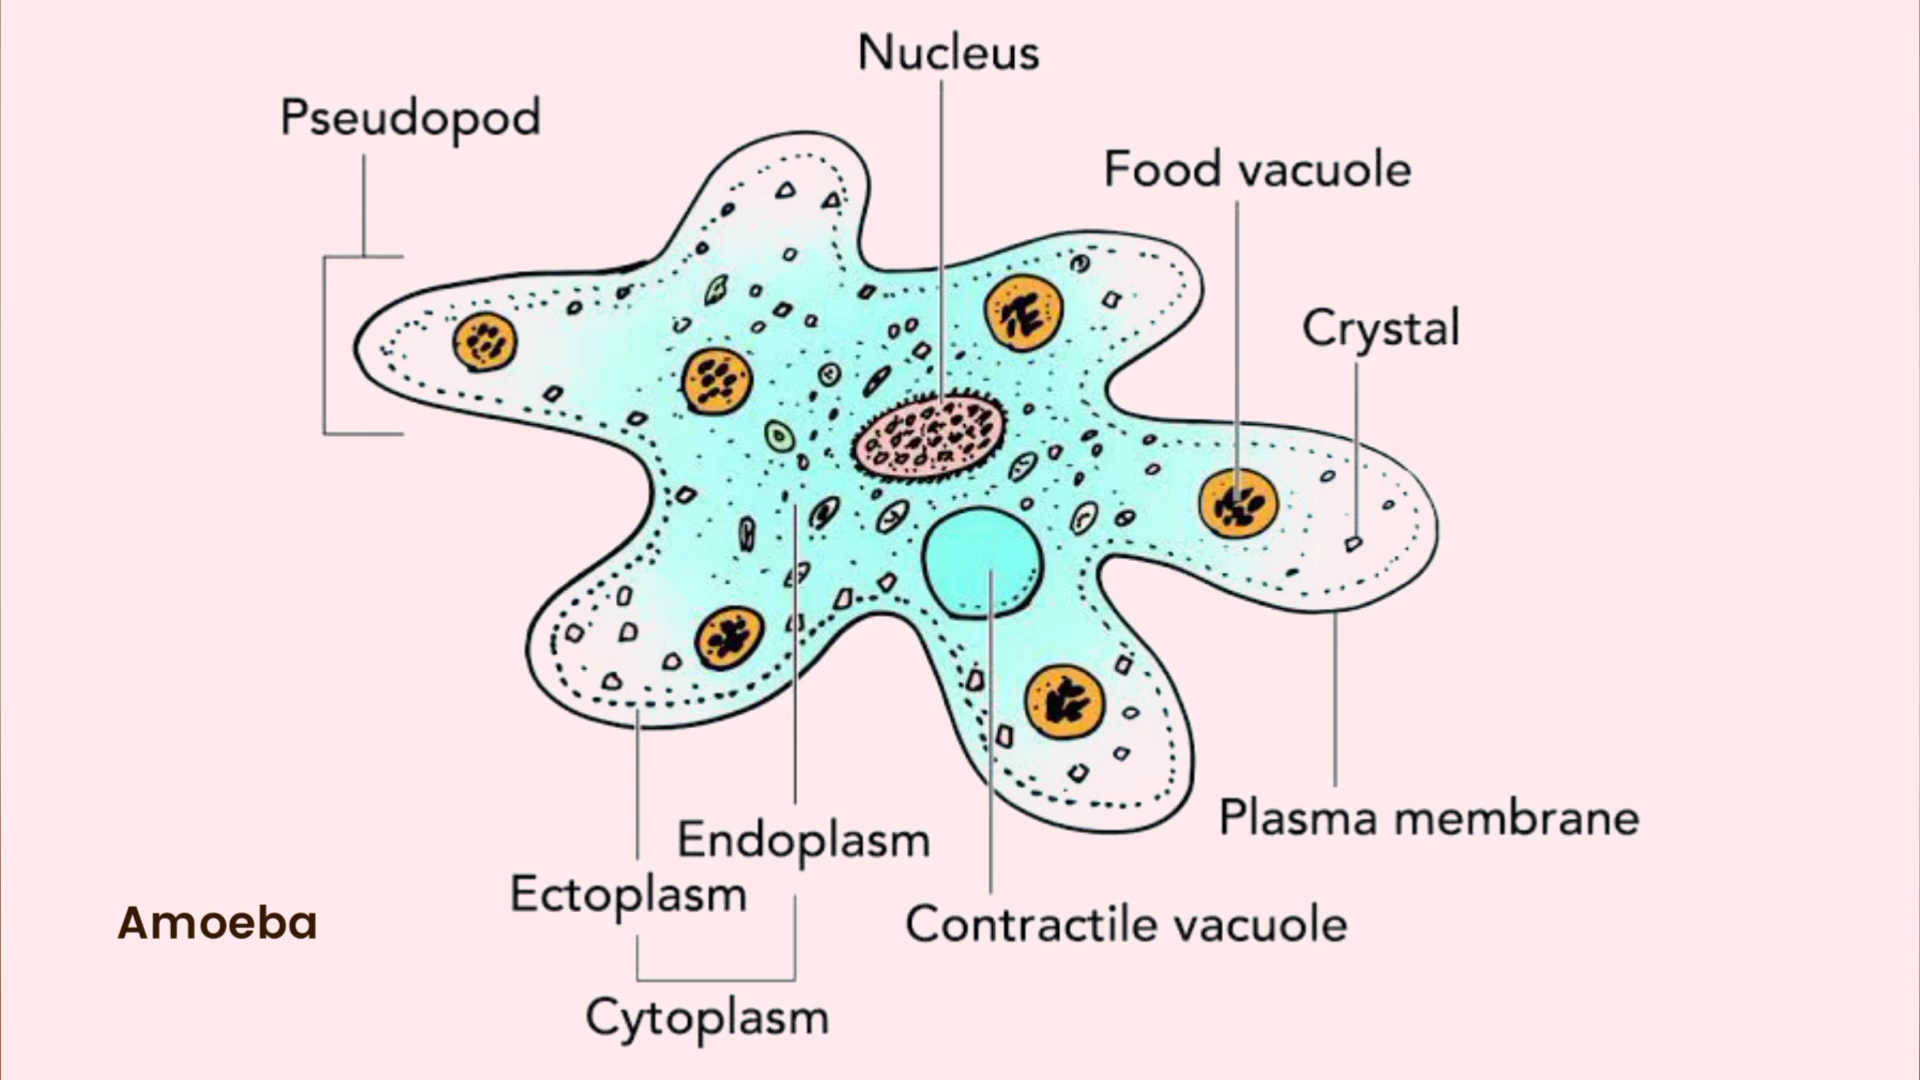 Nucleus
Pseudopod
Food vacuole
Crystal
Plasma membrane
Endoplasm
Ectoplasm
Amoeba
Contractile vacuole
Cytoplasm